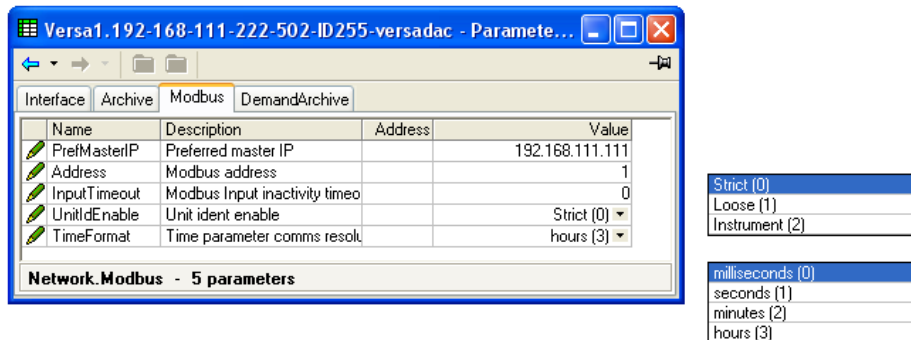 Versa1.192-168-111-222-502-ID255-versadac - Paramete...
Interface Archive Modbus DemandArchive
Name Description Address Value
PrefMasterIP Preferred master IP 192.168.111.111
Address Modbus address 1
InputTimeout Modbus Input inactivity timeo 0
UnitIdEnable Unit ident enable Strict (0)
TimeFormat Time parameter comms resolu hours (3)
Network.Modbus - 5 parameters
Strict (0)
Loose (1)
Instrument (2)
milliseconds (0)
seconds (1)
minutes (2)
hours (3)